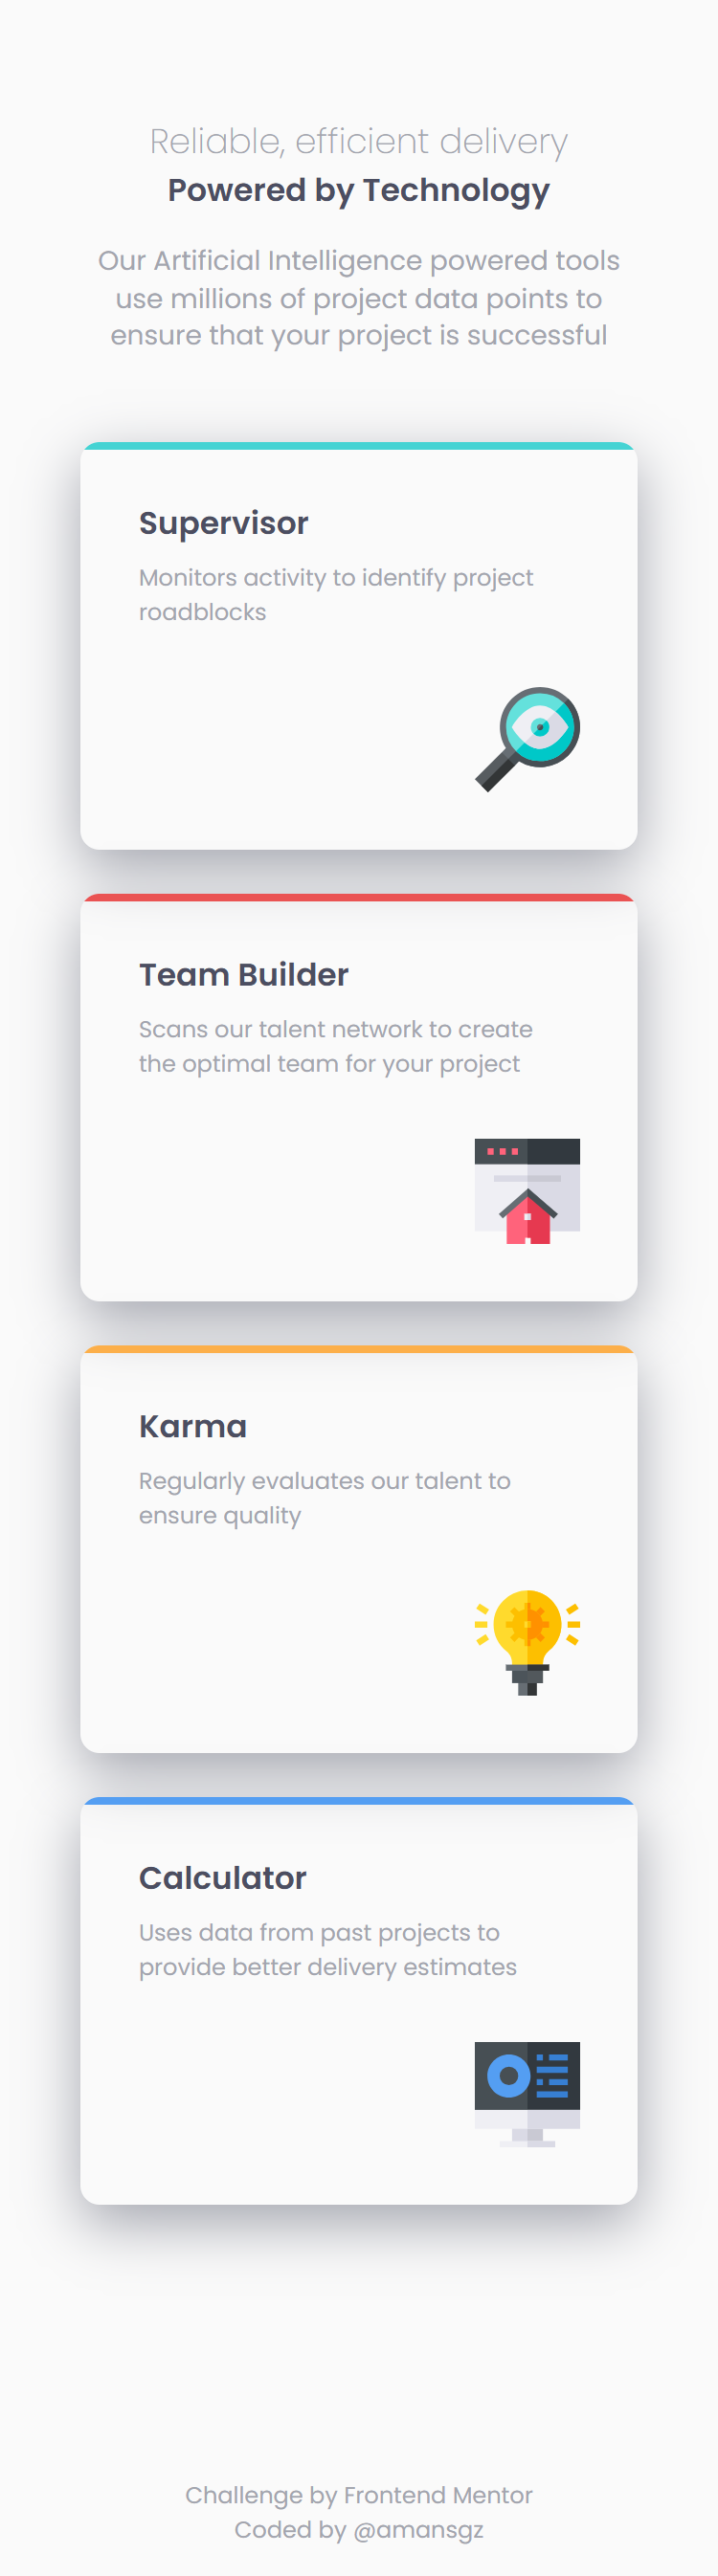 Reliable, efficient delivery
Powered by Technology
Our Artificial Intelligence powered tools
use millions of project data points to
ensure that your project is successful
Supervisor
Monitors activity to identify project
roadblocks
Team Builder
Scans our talent network to create
the optimal team for your project
Karma
Regularly evaluates our talent to
ensure quality
Calculator
Uses data from past projects to
provide better delivery estimates
Challenge by Frontend Mentor
Coded by @amansgz